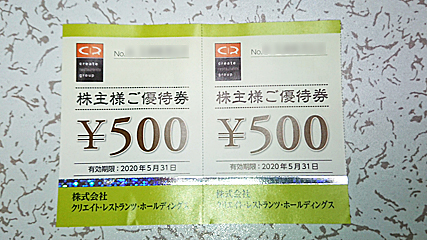 CR
create
restaurants
group
No.
株主様ご優待券
¥500
有効期限:2020年5月31日
株式会社
クリエイト・レストランツ・ホールディングス
CR
create
restaurants
group
No.
株主様ご優待券
¥500
有効期限:2020年5月31日
株式会社
クリエイト・レストランツ・ホールディングス